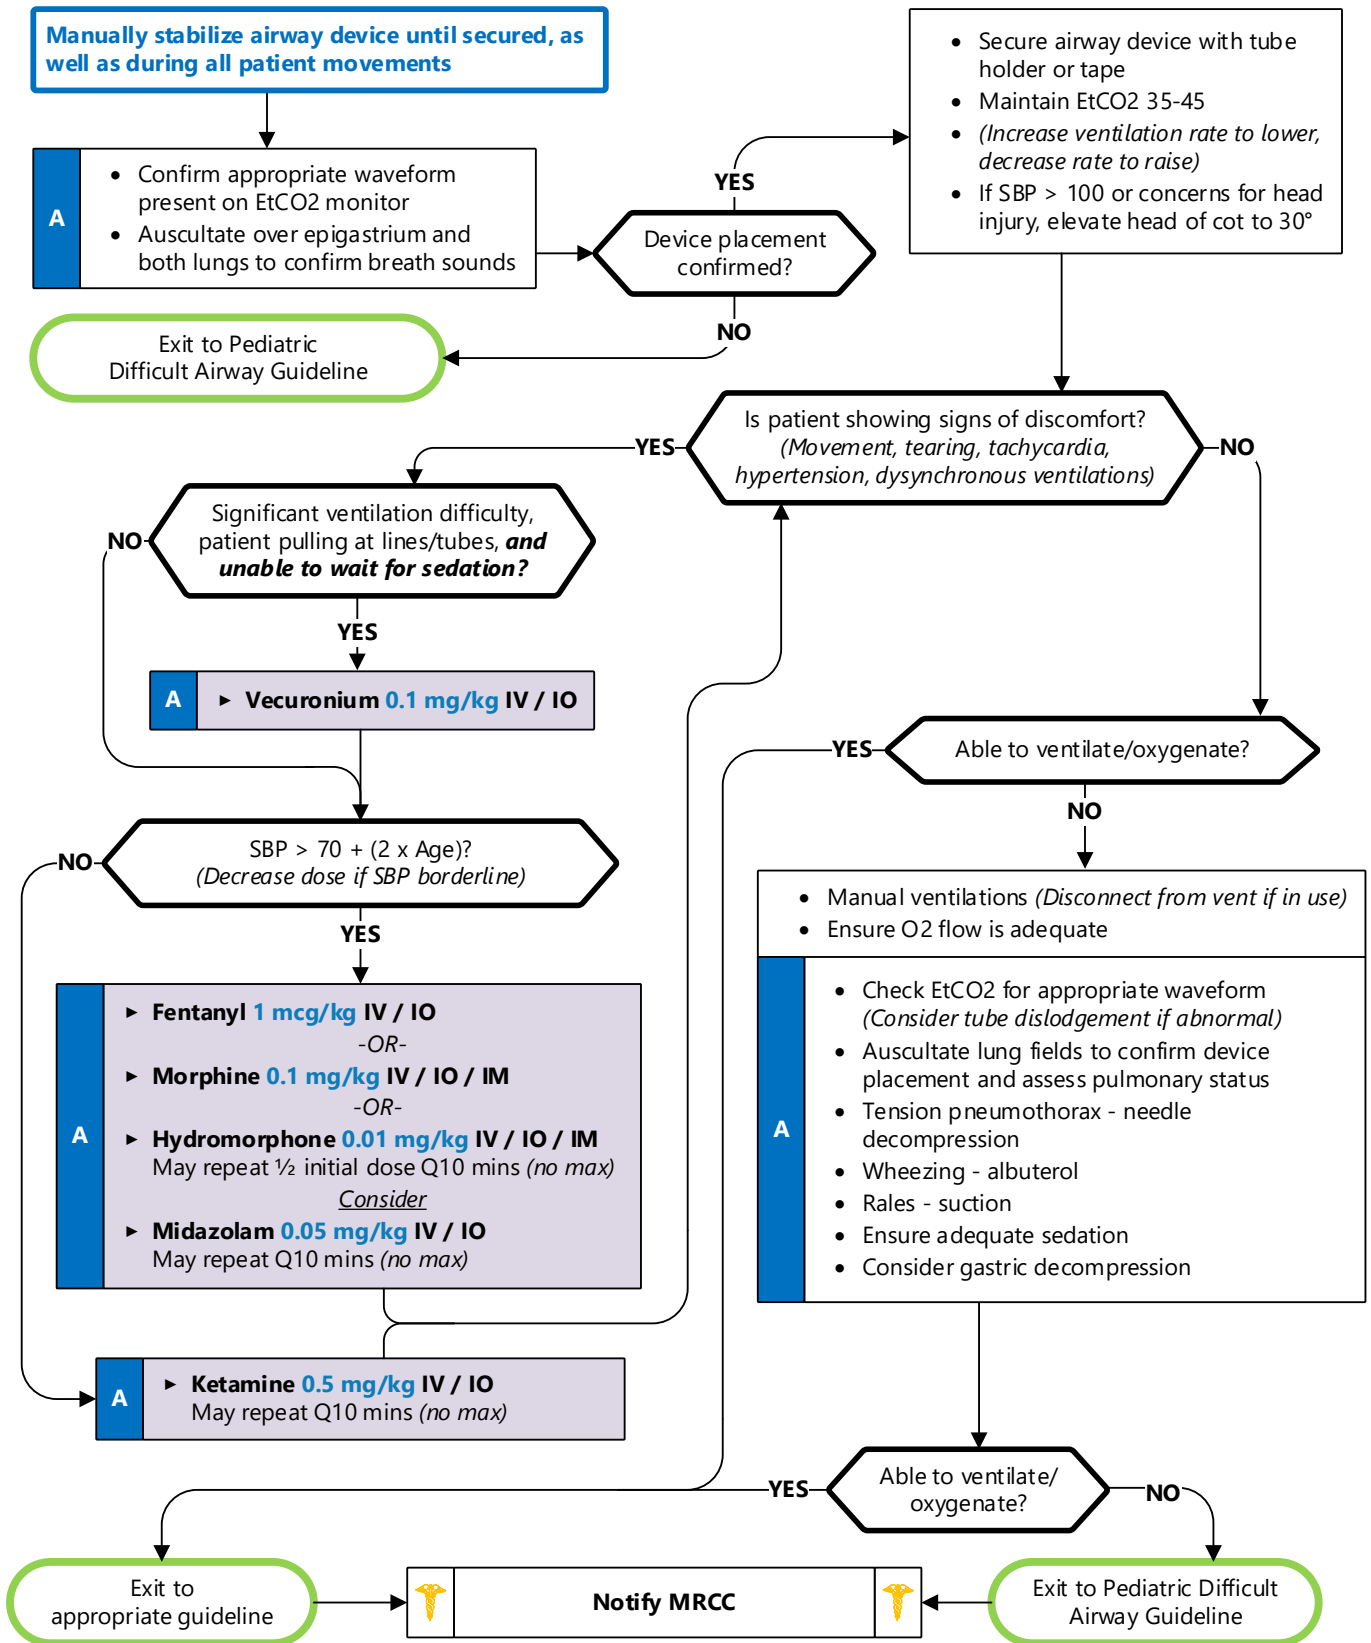 Manually stabilize airway device until secured, as
well as during all patient movements
A
• Confirm appropriate waveform
present on EtCO2 monitor
• Auscultate over epigastrium and
both lungs to confirm breath sounds
Device placement
confirmed?
YES
NO
• Secure airway device with tube
holder or tape
• Maintain EtCO2 35-45
• (Increase ventilation rate to lower,
decrease rate to raise)
• If SBP > 100 or concerns for head
injury, elevate head of cot to 30°
Exit to Pediatric
Difficult Airway Guideline
Is patient showing signs of discomfort?
(Movement, tearing, tachycardia,
hypertension, dysynchronous ventilations)
YES
NO
Significant ventilation difficulty,
patient pulling at lines/tubes, and
unable to wait for sedation?
NO
YES
A
► Vecuronium 0.1 mg/kg IV / IO
SBP > 70 + (2 x Age)?
(Decrease dose if SBP borderline)
NO
YES
A
► Fentanyl 1 mcg/kg IV / IO
-OR-
► Morphine 0.1 mg/kg IV / IO / IM
-OR-
► Hydromorphone 0.01 mg/kg IV / IO / IM
May repeat ½ initial dose Q10 mins (no max)
Consider
► Midazolam 0.05 mg/kg IV / IO
May repeat Q10 mins (no max)
A
► Ketamine 0.5 mg/kg IV / IO
May repeat Q10 mins (no max)
Able to ventilate/oxygenate?
YES
NO
• Manual ventilations (Disconnect from vent if in use)
• Ensure O2 flow is adequate
A
• Check EtCO2 for appropriate waveform
(Consider tube dislodgement if abnormal)
• Auscultate lung fields to confirm device
placement and assess pulmonary status
• Tension pneumothorax - needle
decompression
• Wheezing - albuterol
• Rales - suction
• Ensure adequate sedation
• Consider gastric decompression
Able to ventilate/
oxygenate?
YES
NO
Exit to
appropriate guideline
Notify MRCC
Exit to Pediatric Difficult
Airway Guideline